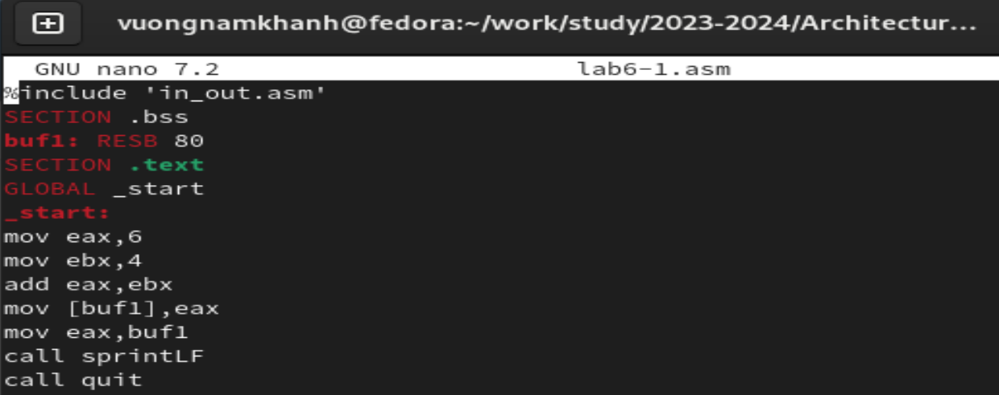 vuongnamkhanh@fedora:~/work/study/2023-2024/Architectur...
GNU nano 7.2 lab6-1.asm
%include 'in_out.asm'
SECTION .bss
buf1: RESB 80
SECTION .text
GLOBAL _start
_start:
mov eax,6
mov ebx,4
add eax,ebx
mov [buf1],eax
mov eax,buf1
call sprintLF
call quit